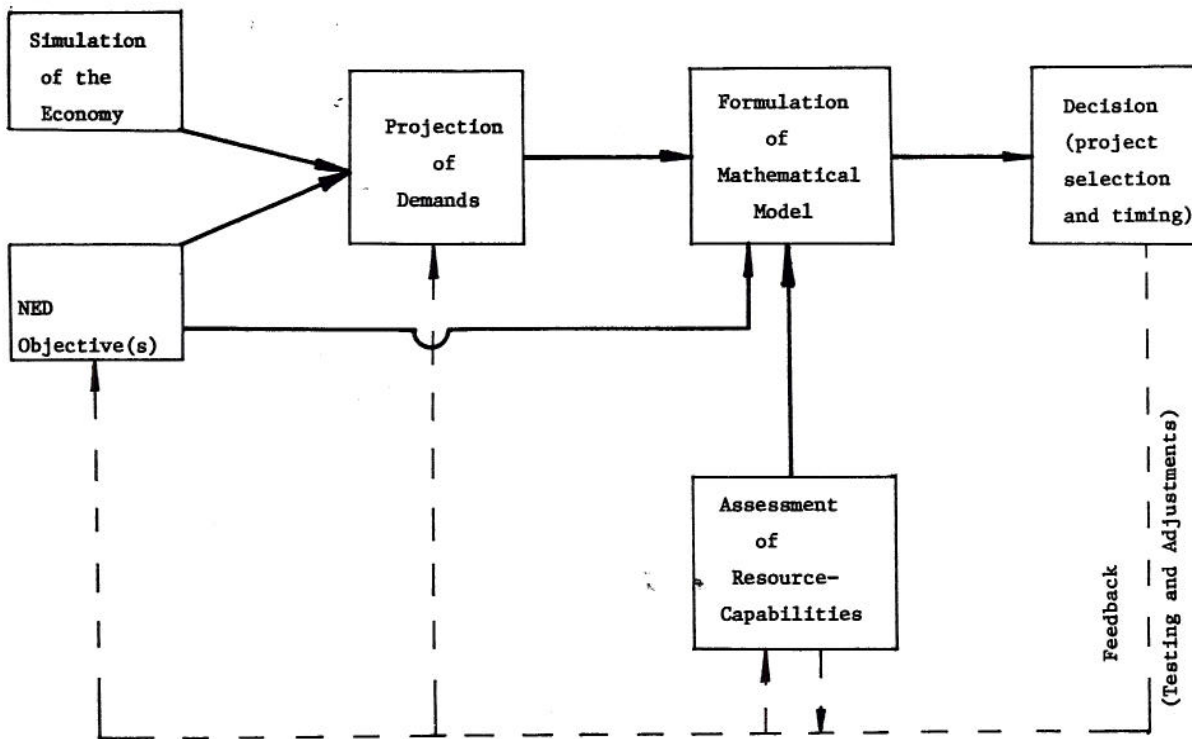 Simulation
of the
Economy
NED
Objective(s)
Projection
of
Demands
Formulation
of
Mathematical
Model
Decision
(project
selection
and timing)
Assessment
of
Resource-
Capabilities
Feedback
(Testing and Adjustments)